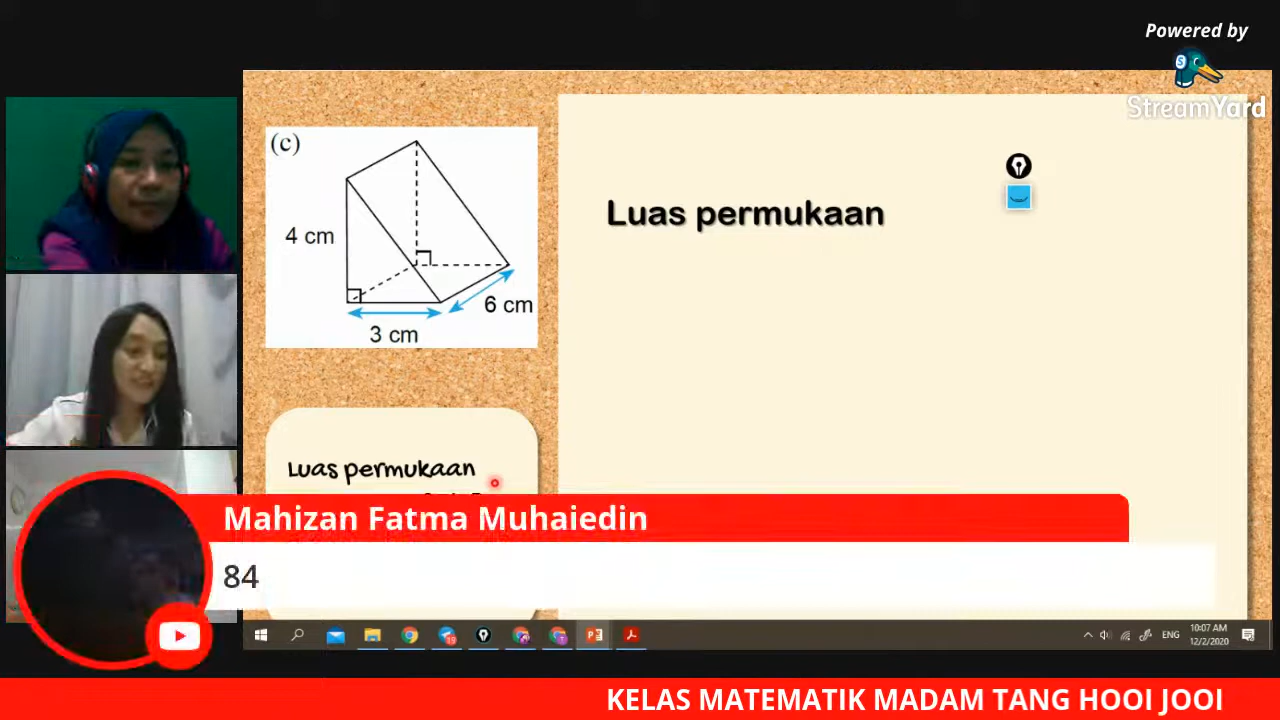 Powered by
StreamYard
(c)
4 cm
6 cm
3 cm
Luas permukaan
Luas permukaan
Mahizan Fatma Muhaiedin
84
10:07 AM
ENG
12/2/2020
KELAS MATEMATIK MADAM TANG HOOI JOOI